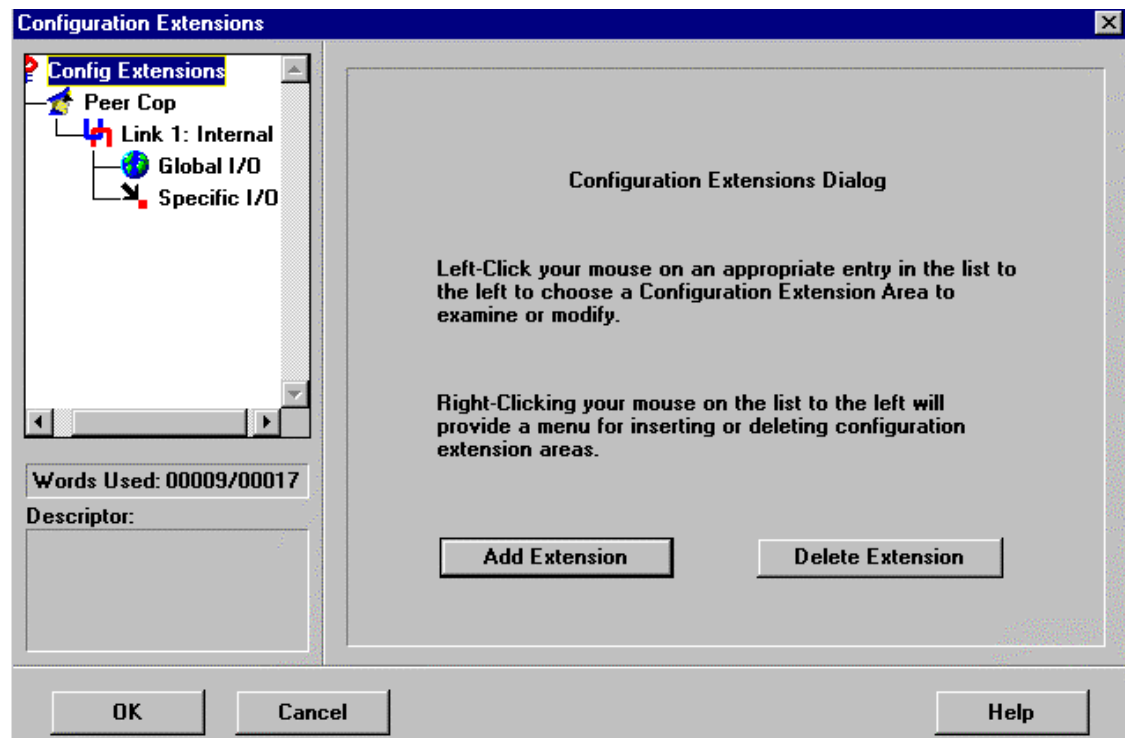 Configuration Extensions
Config Extensions
Peer Cop
Link 1: Internal
Global I/O
Specific I/O
Words Used: 00009/00017
Descriptor:
Configuration Extensions Dialog
Left-Click your mouse on an appropriate entry in the list to
the left to choose a Configuration Extension Area to
examine or modify.
Right-Clicking your mouse on the list to the left will
provide a menu for inserting or deleting configuration
extension areas.
Add Extension
Delete Extension
OK
Cancel
Help